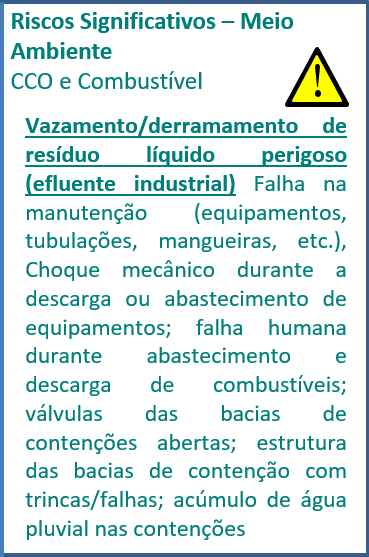 Riscos Significativos – Meio
Ambiente
CCO e Combustível
!
Vazamento/derramamento de
resíduo líquido perigoso
(efluente industrial) Falha na
manutenção (equipamentos,
tubulações, mangueiras, etc.),
Choque mecânico durante a
descarga ou abastecimento de
equipamentos; falha humana
durante abastecimento e
descarga de combustíveis;
válvulas das bacias de
contenções abertas; estrutura
das bacias de contenção com
trincas/falhas; acúmulo de água
pluvial nas contenções